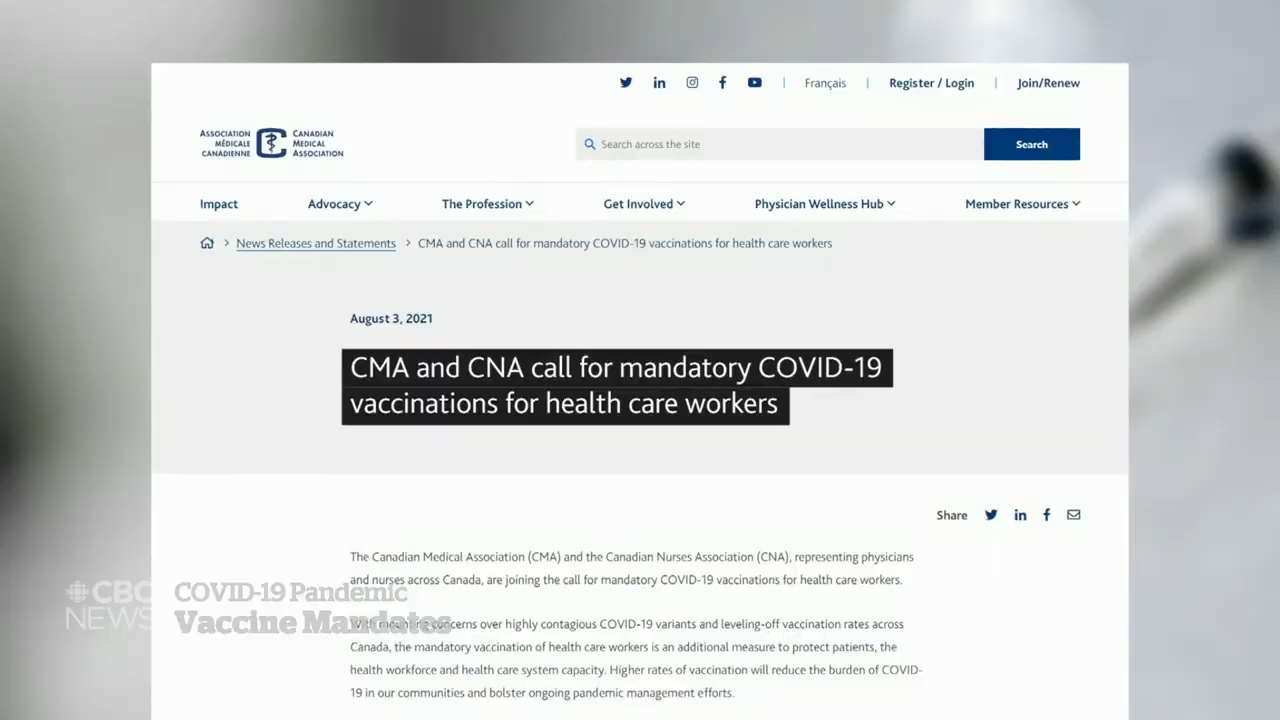 Français
Register / Login
Join/Renew
ASSOCIATION
MÉDICALE
CANADIENNE
CANADIAN
MEDICAL
ASSOCIATION
Search across the site
Search
Impact
Advocacy
The Profession
Get Involved
Physician Wellness Hub
Member Resources
News Releases and Statements > CMA and CNA call for mandatory COVID-19 vaccinations for health care workers
August 3, 2021
CMA and CNA call for mandatory COVID-19
vaccinations for health care workers
Share
The Canadian Medical Association (CMA) and the Canadian Nurses Association (CNA), representing physicians
and nurses across Canada, are joining the call for mandatory COVID-19 vaccinations for health care workers.
With mounting concerns over highly contagious COVID-19 variants and leveling-off vaccination rates across
Canada, the mandatory vaccination of health care workers is an additional measure to protect patients, the
health workforce and health care system capacity. Higher rates of vaccination will reduce the burden of COVID-
19 in our communities and bolster ongoing pandemic management efforts.
CBC
NEWS
COVID-19 Pandemic
Vaccine Mandates